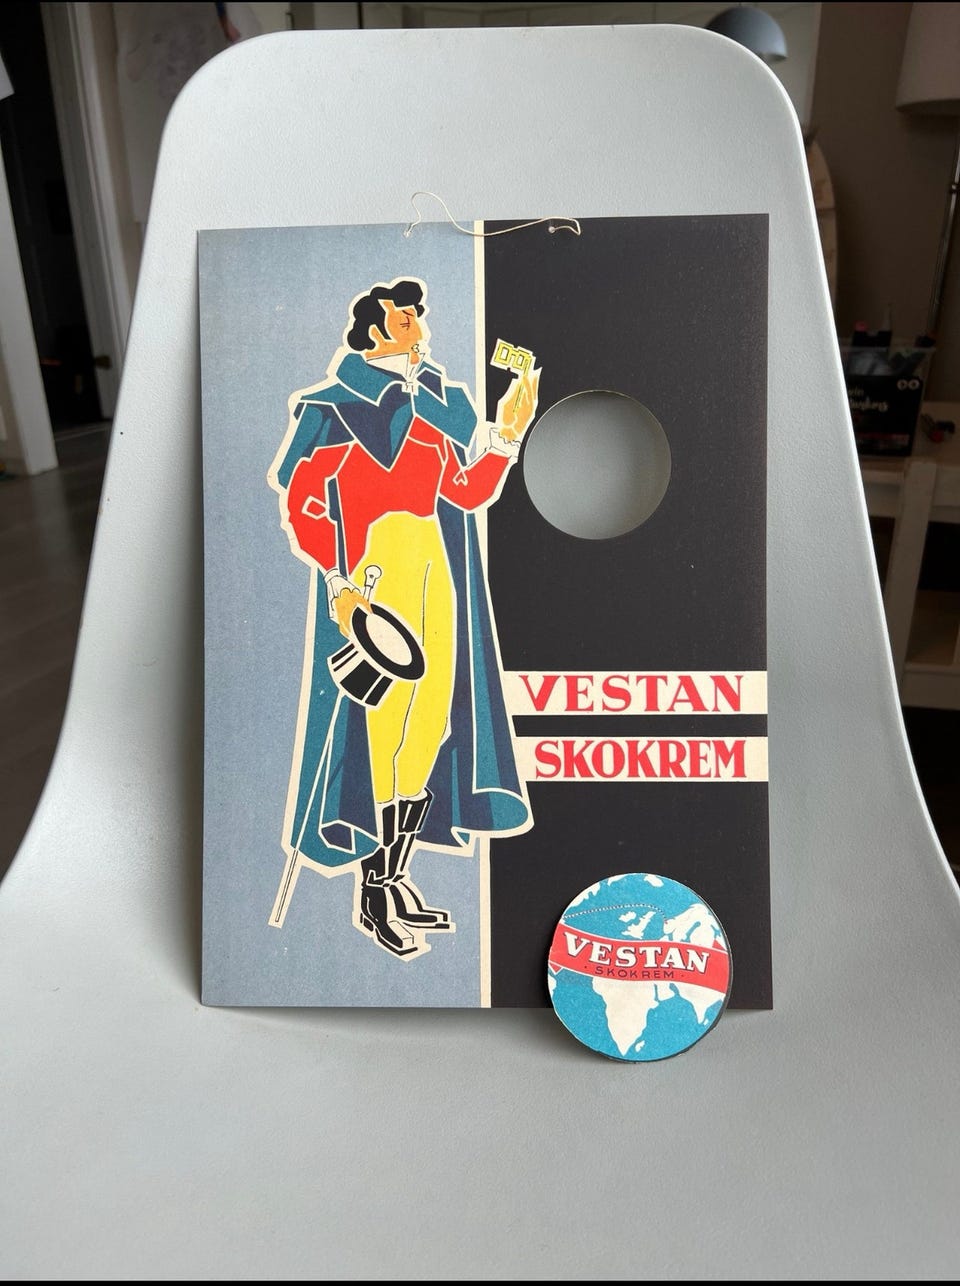 VESTAN
SKOKREM
VESTAN
· SKOKREM ·